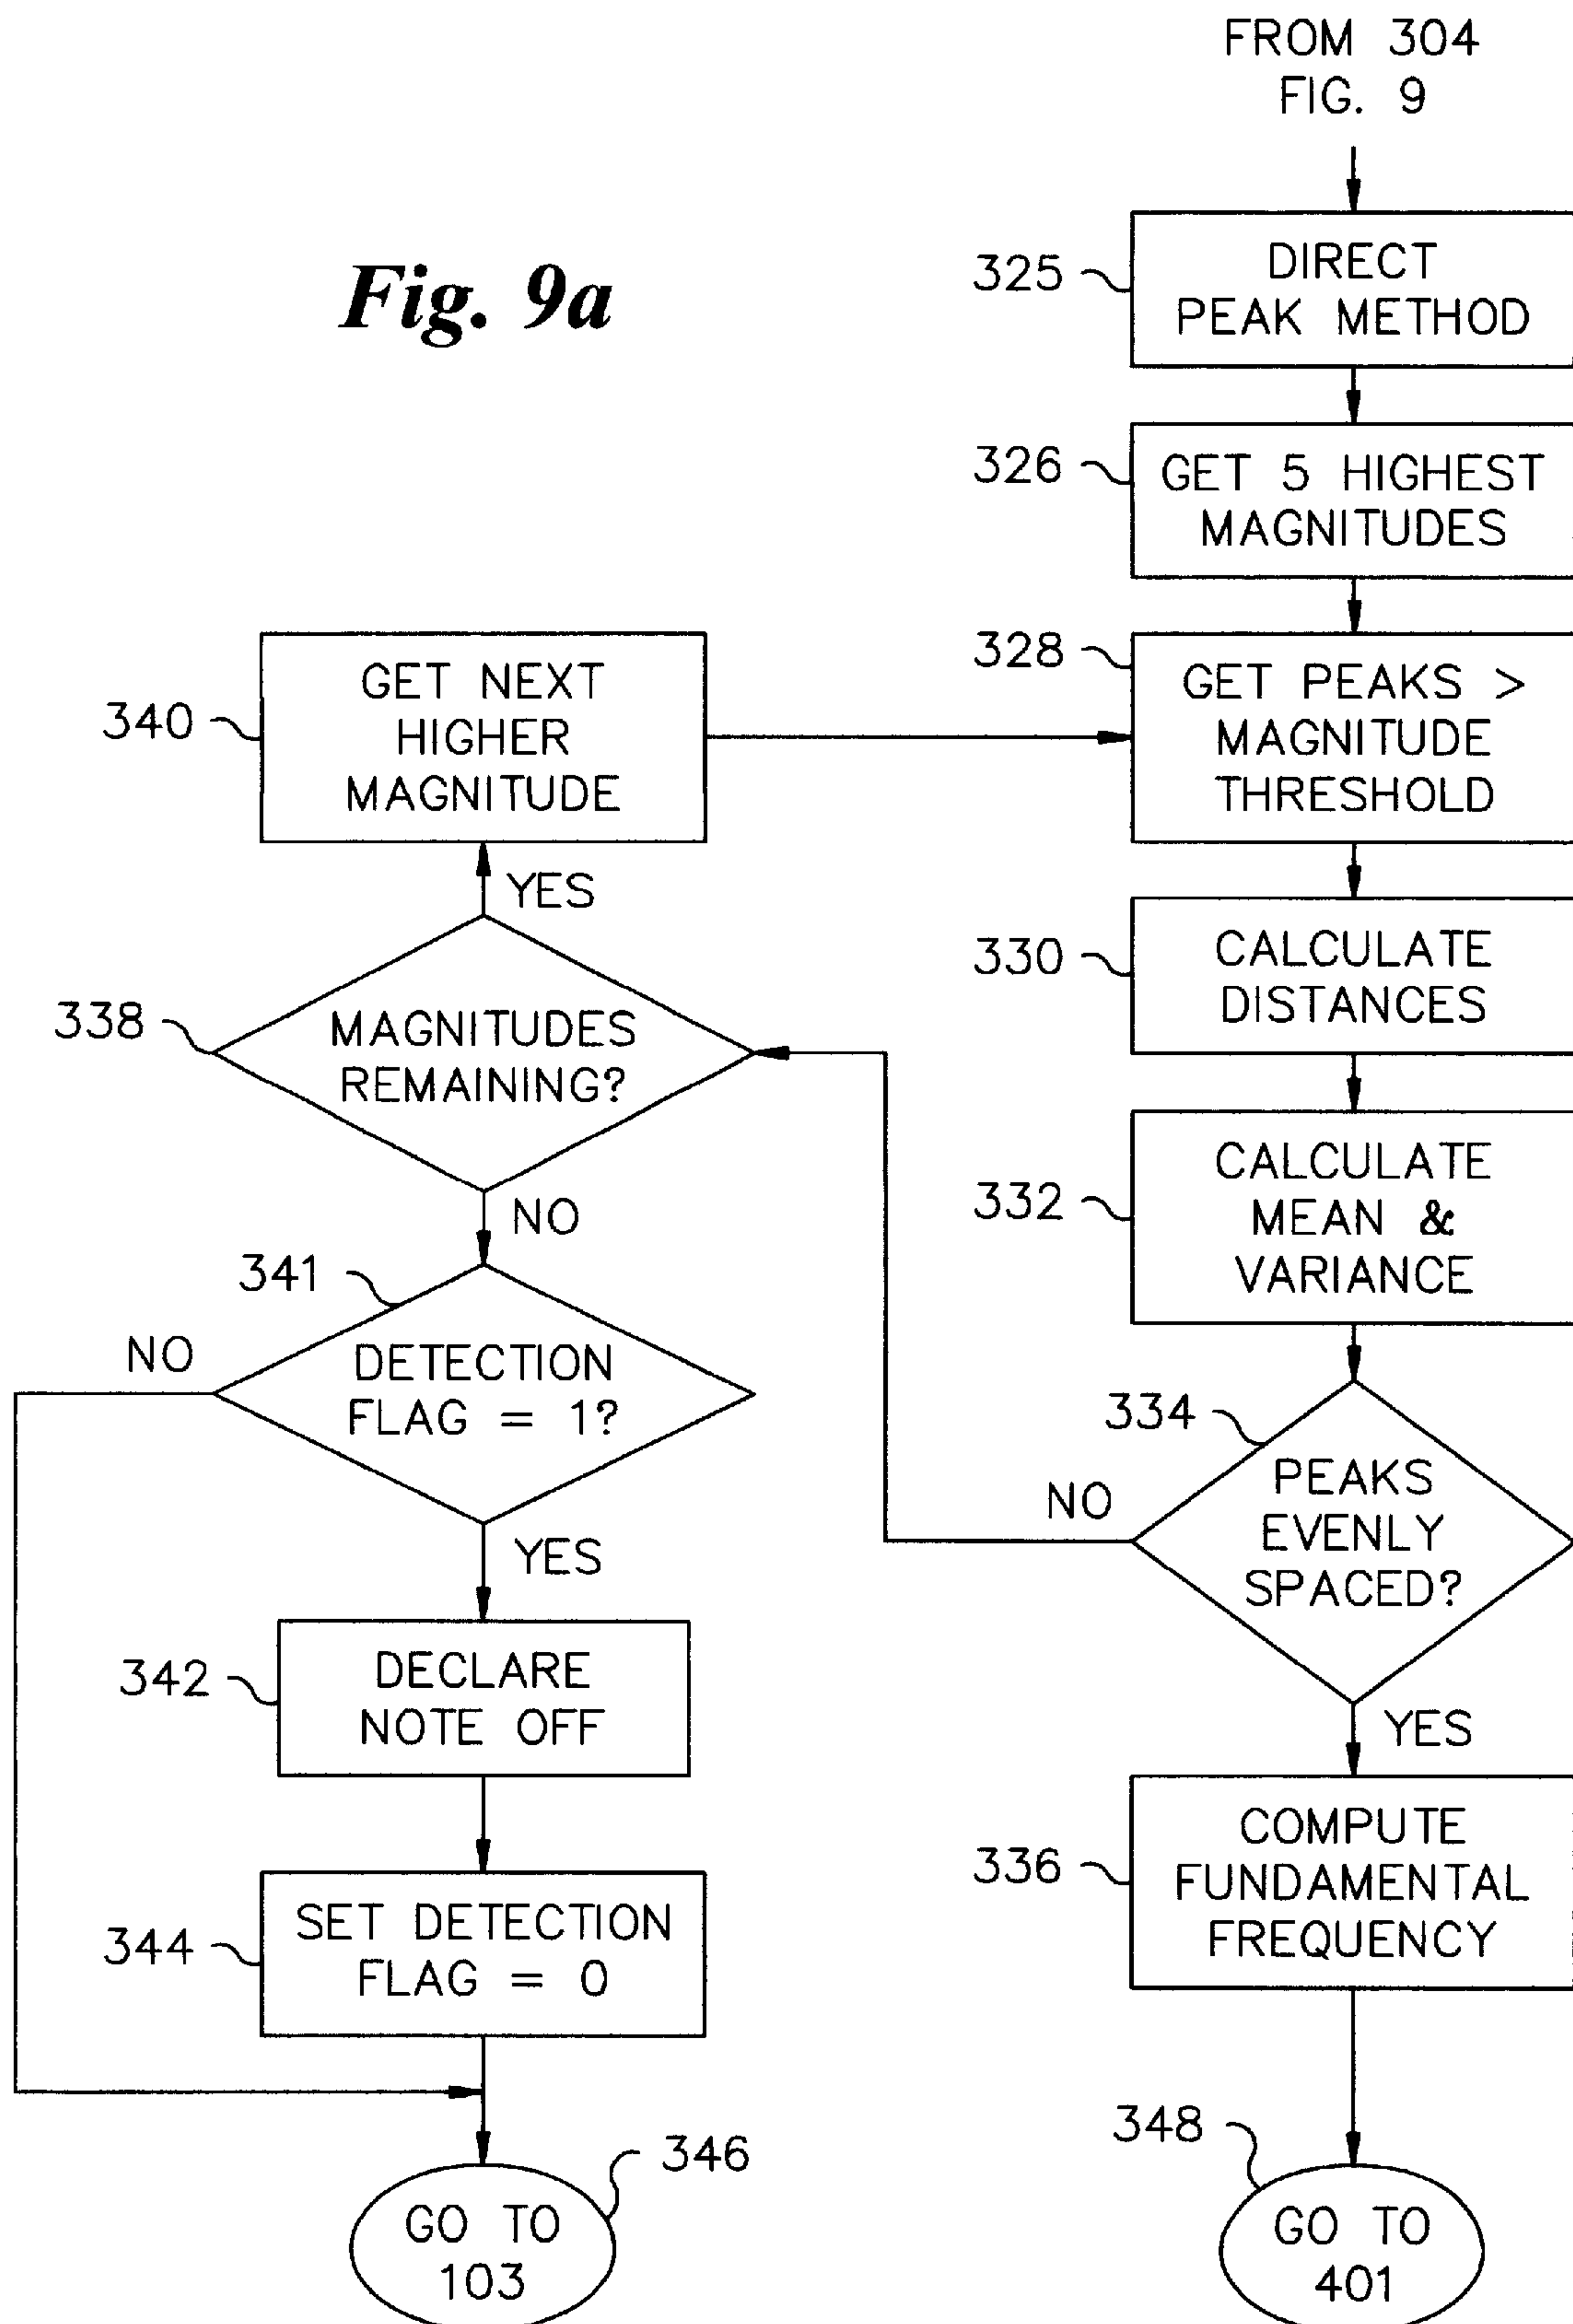 FROM 304
FIG. 9
Fig. 9a
325
DIRECT
PEAK METHOD
326
GET 5 HIGHEST
MAGNITUDES
328
GET PEAKS >
MAGNITUDE
THRESHOLD
340
GET NEXT
HIGHER
MAGNITUDE
YES
330
CALCULATE
DISTANCES
338
MAGNITUDES
REMAINING?
NO
332
CALCULATE
MEAN &
VARIANCE
341
DETECTION
FLAG = 1?
NO
YES
334
PEAKS
EVENLY
SPACED?
NO
YES
342
DECLARE
NOTE OFF
336
COMPUTE
FUNDAMENTAL
FREQUENCY
344
SET DETECTION
FLAG = 0
346
GO TO
103
348
GO TO
401